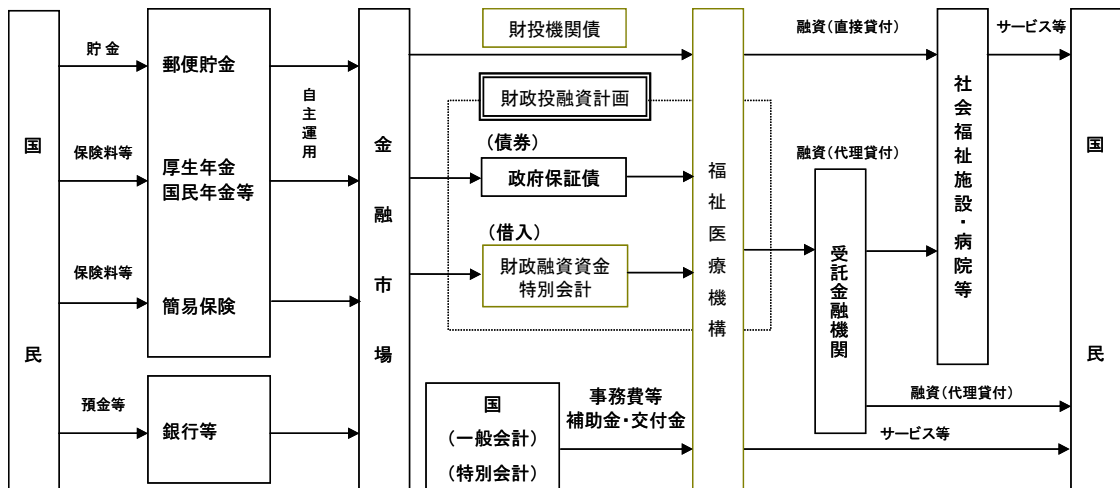 国民
貯金
保険料等
保険料等
預金等
郵便貯金
厚生年金
国民年金等
簡易保険
銀行等
自主運用
金融市場
財投機関債
財政投融資計画
（債券）
政府保証債
（借入）
財政融資資金
特別会計
国
（一般会計）
（特別会計）
事務費等
補助金・交付金
福祉医療機構
融資（直接貸付）
融資（代理貸付）
受託金融機関
社会福祉施設・病院等
サービス等
融資（代理貸付）
サービス等
国民